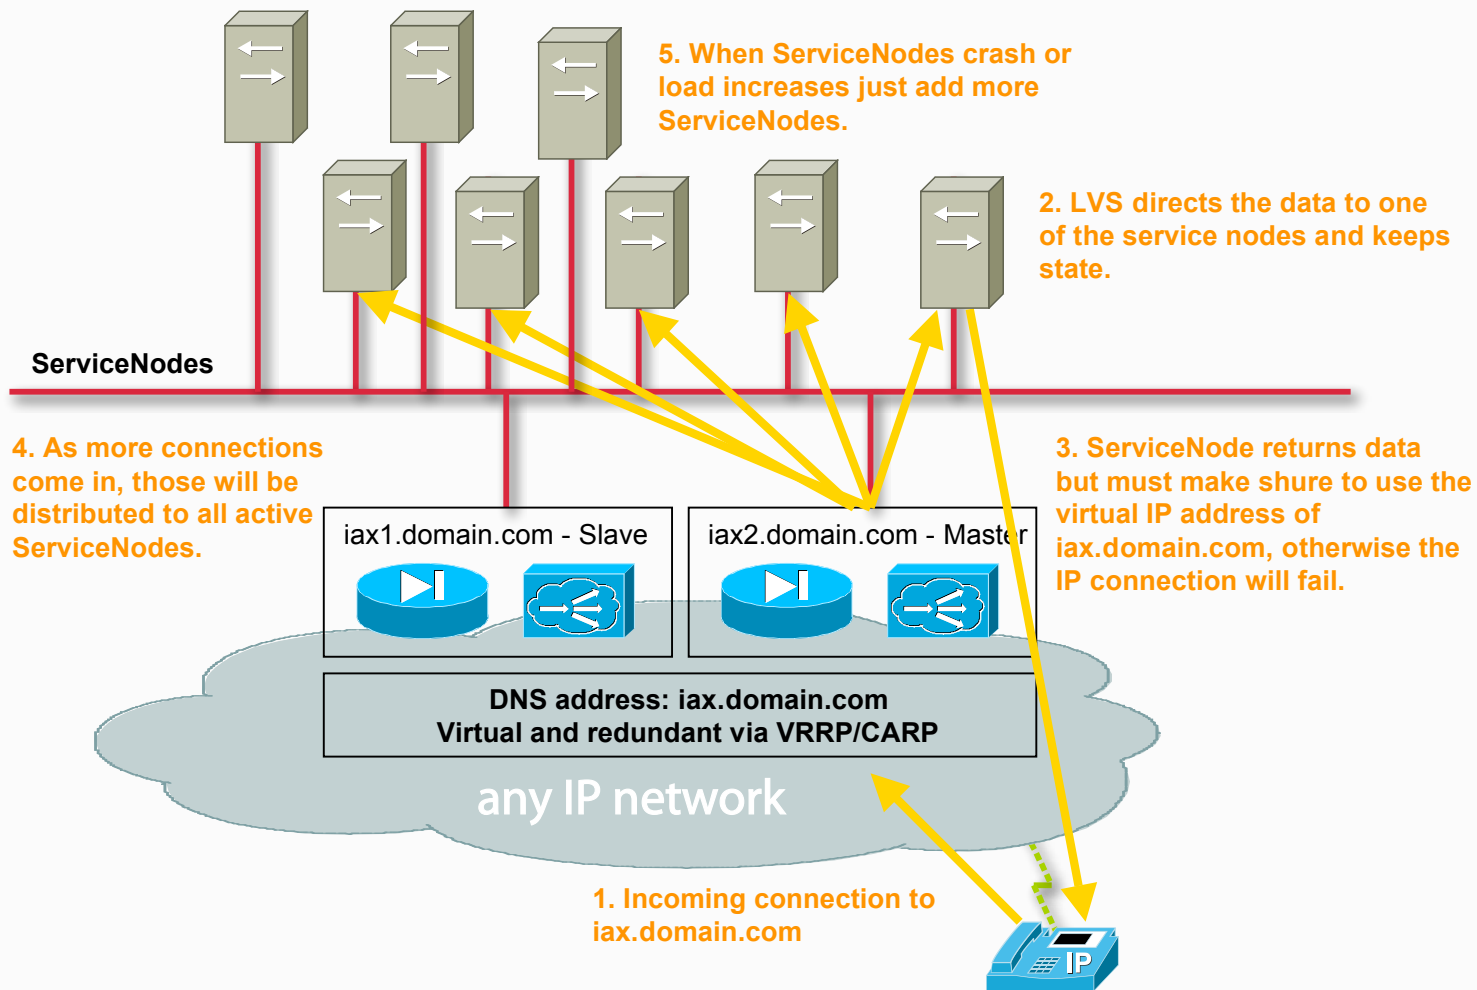 5. When ServiceNodes crash or
load increases just add more
ServiceNodes.
2. LVS directs the data to one
of the service nodes and keeps
state.
ServiceNodes
4. As more connections
come in, those will be
distributed to all active
ServiceNodes.
3. ServiceNode returns data
but must make shure to use the
virtual IP address of
iax.domain.com, otherwise the
IP connection will fail.
iax1.domain.com - Slave
iax2.domain.com - Master
DNS address: iax.domain.com
Virtual and redundant via VRRP/CARP
any IP network
1. Incoming connection to
iax.domain.com
IP